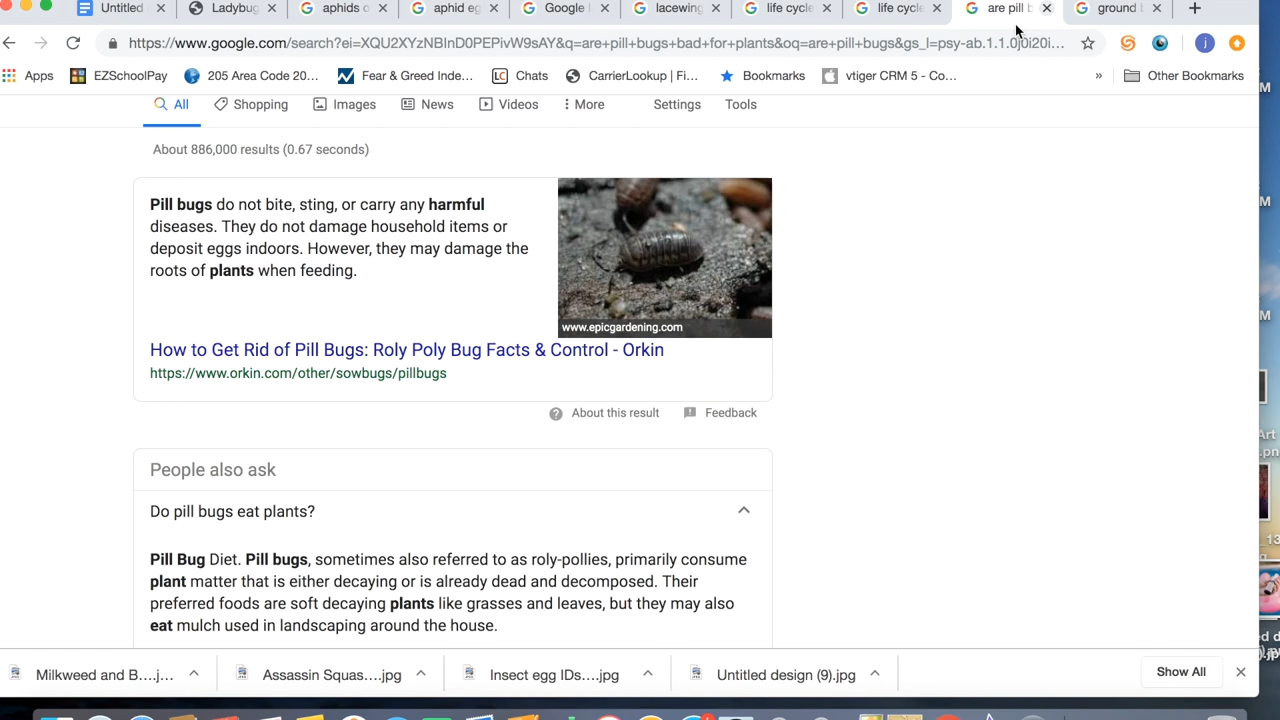 Untitled
Ladybug
aphids o
aphid eg
Google I
lacewing
life cycle
life cycle
are pill b
ground b
https://www.google.com/search?ei=XQU2XYzNBInD0PEPivW9sAY&q=are+pill+bugs+bad+for+plants&oq=are+pill+bugs&gs_l=psy-ab.1.1.0j0i20i...
j
Apps EZSchoolPay 205 Area Code 20... Fear & Greed Inde... LC Chats CarrierLookup | Fi... Bookmarks vtiger CRM 5 - Co... » Other Bookmarks
All Shopping Images News Videos More Settings Tools
About 886,000 results (0.67 seconds)
Pill bugs do not bite, sting, or carry any harmful
diseases. They do not damage household items or
deposit eggs indoors. However, they may damage the
roots of plants when feeding.
www.epicgardening.com
How to Get Rid of Pill Bugs: Roly Poly Bug Facts & Control - Orkin
https://www.orkin.com/other/sowbugs/pillbugs
About this result Feedback
People also ask
Do pill bugs eat plants?
Pill Bug Diet. Pill bugs, sometimes also referred to as roly-pollies, primarily consume
plant matter that is either decaying or is already dead and decomposed. Their
preferred foods are soft decaying plants like grasses and leaves, but they may also
eat mulch used in landscaping around the house.
Milkweed and B....j... Assassin Squas....jpg Insect egg IDs....jpg Untitled design (9).jpg Show All